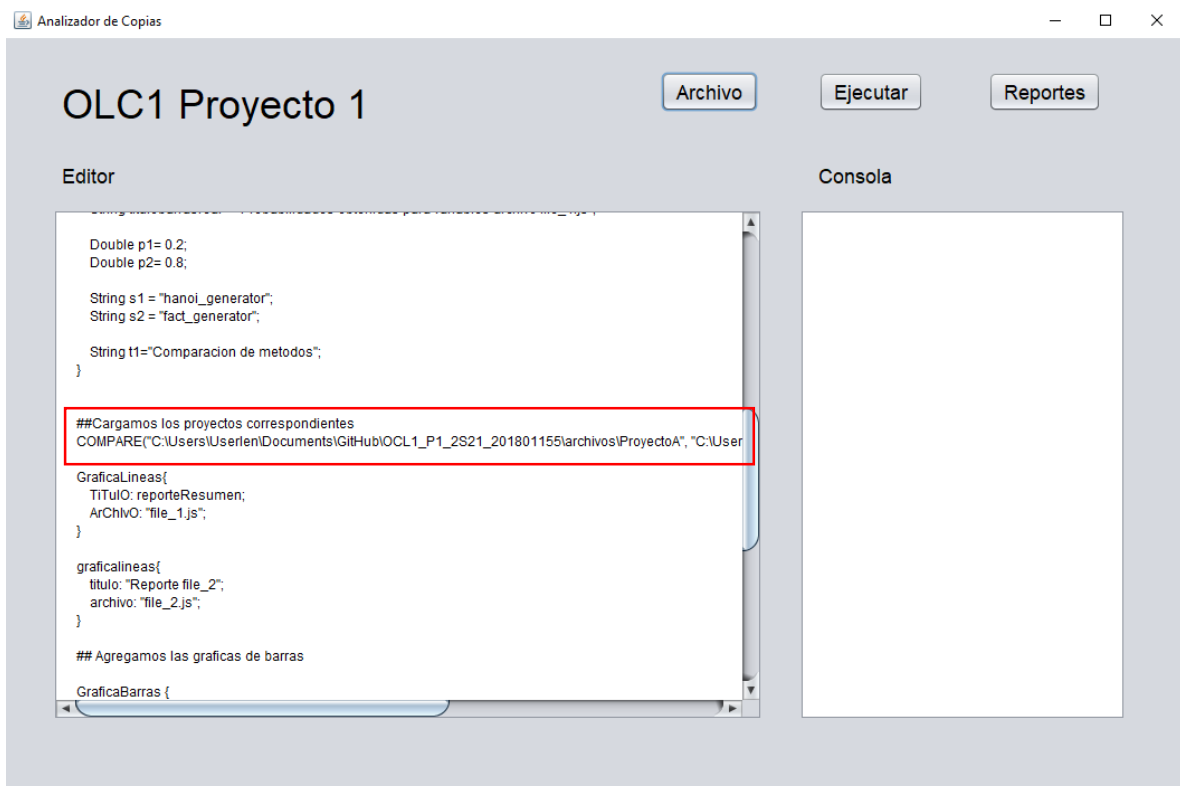 Analizador de Copias
OLC1 Proyecto 1
Archivo
Ejecutar
Reportes
Editor
Consola
Double p1= 0.2;
Double p2= 0.8;
String s1 = "hanoi_generator";
String s2 = "fact_generator";
String t1="Comparacion de metodos";
}
##Cargamos los proyectos correspondientes
COMPARE("C:\Users\Userlen\Documents\GitHub\OCL1_P1_2S21_201801155\archivos\ProyectoA", "C:\User
GraficaLineas{
TiTulO: reporteResumen;
ArChIvO: "file_1.js";
}
graficalineas{
titulo: "Reporte file_2";
archivo: "file_2.js";
}
## Agregamos las graficas de barras
GraficaBarras {